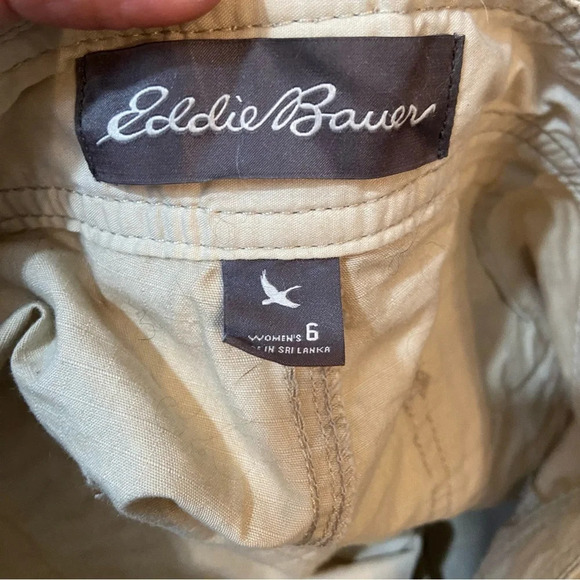 Eddie Bauer
WOMEN'S 6
IN SRI LANKA